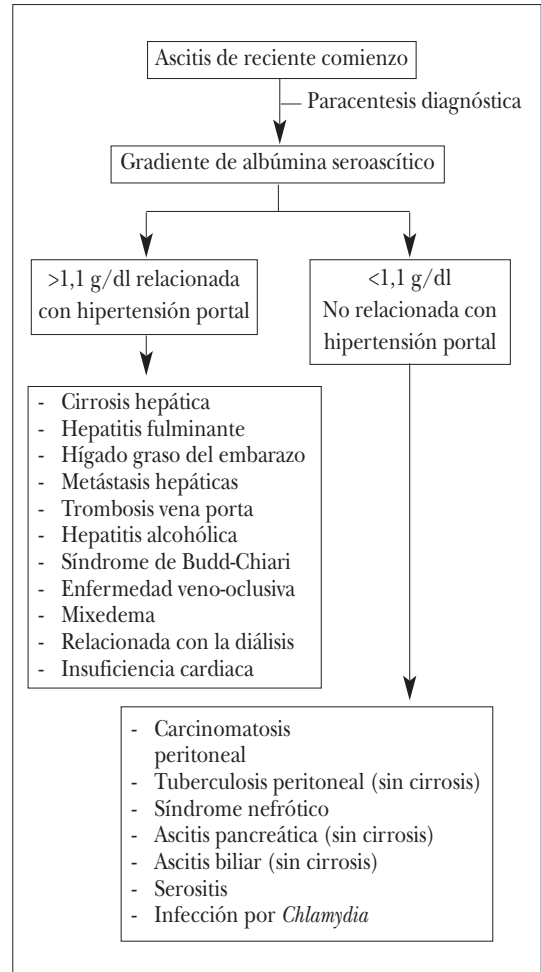 Ascitis de reciente comienzo
Paracentesis diagnóstica
Gradiente de albúmina seroascítico
>1,1 g/dl relacionada
con hipertensión portal
<1,1 g/dl
No relacionada con
hipertensión portal
- Cirrosis hepática
- Hepatitis fulminante
- Hígado graso del embarazo
- Metástasis hepáticas
- Trombosis vena porta
- Hepatitis alcohólica
- Síndrome de Budd-Chiari
- Enfermedad veno-oclusiva
- Mixedema
- Relacionada con la diálisis
- Insuficiencia cardiaca
- Carcinomatosis
peritoneal
- Tuberculosis peritoneal (sin cirrosis)
- Síndrome nefrótico
- Ascitis pancreática (sin cirrosis)
- Ascitis biliar (sin cirrosis)
- Serositis
- Infección por Chlamydia